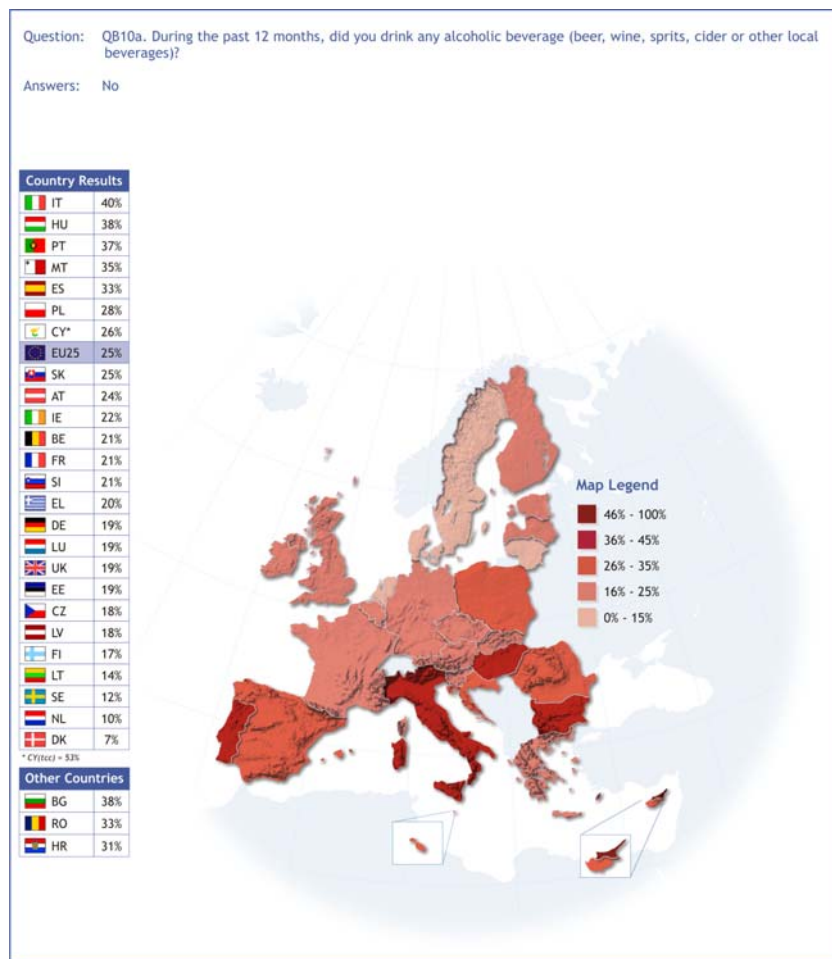 Question: QB10a. During the past 12 months, did you drink any alcoholic beverage (beer, wine, sprits, cider or other local
beverages)?
Answers: No
Country Results
IT 40%
HU 38%
PT 37%
MT 35%
ES 33%
PL 28%
CY* 26%
EU25 25%
SK 25%
AT 24%
IE 22%
BE 21%
FR 21%
SI 21%
EL 20%
DE 19%
LU 19%
UK 19%
EE 19%
CZ 18%
LV 18%
FI 17%
LT 14%
SE 12%
NL 10%
DK 7%
* CY(tcc) = 53%
Other Countries
BG 38%
RO 33%
HR 31%
Map Legend
46% - 100%
36% - 45%
26% - 35%
16% - 25%
0% - 15%